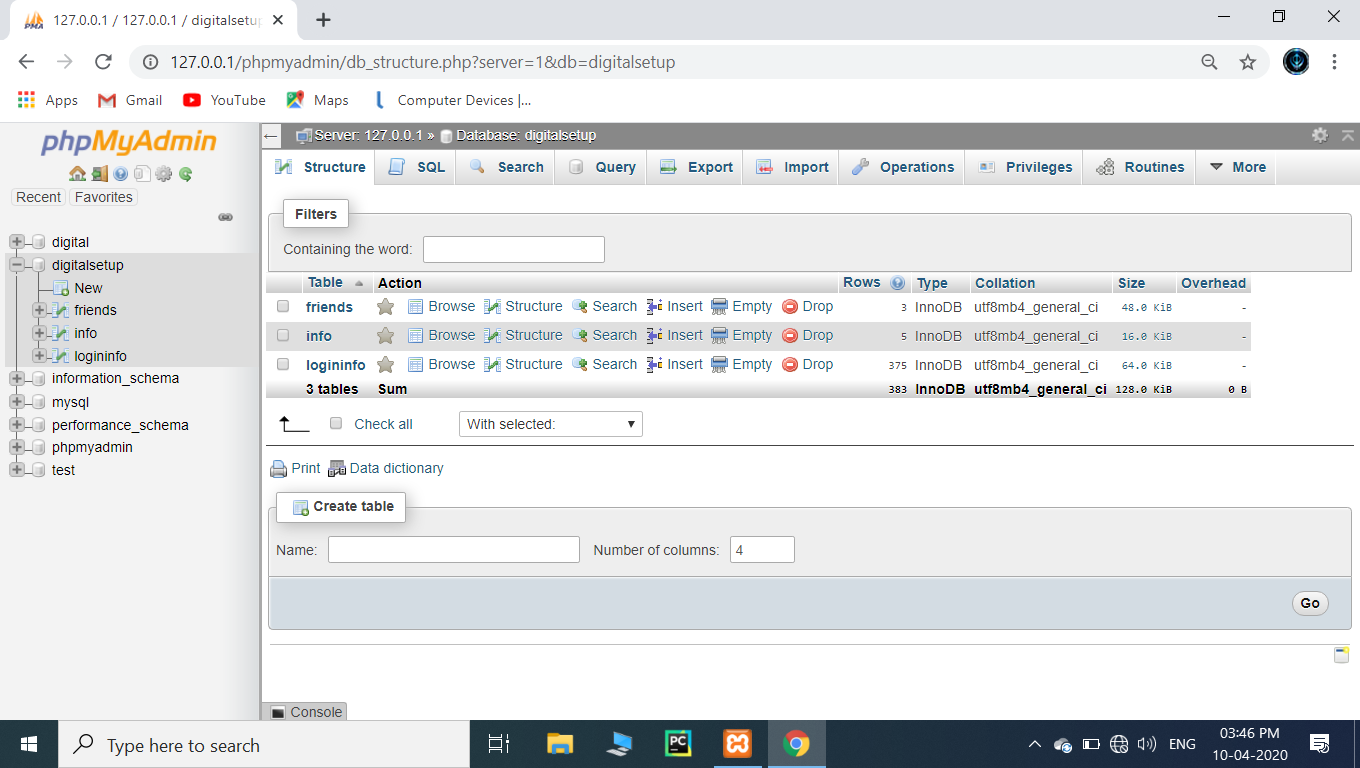 127.0.0.1 / 127.0.0.1 / digitalsetup
127.0.0.1/phpmyadmin/db_structure.php?server=1&db=digitalsetup
Apps Gmail YouTube Maps Computer Devices |...
phpMyAdmin
Recent Favorites
digital
digitalsetup
New
friends
info
logininfo
information_schema
mysql
performance_schema
phpmyadmin
test
Server: 127.0.0.1 » Database: digitalsetup
Structure SQL Search Query Export Import Operations Privileges Routines More
Filters
Containing the word:
Table Action Rows Type Collation Size Overhead
friends Browse Structure Search Insert Empty Drop 3 InnoDB utf8mb4_general_ci 48.0 KiB -
info Browse Structure Search Insert Empty Drop 5 InnoDB utf8mb4_general_ci 16.0 KiB -
logininfo Browse Structure Search Insert Empty Drop 375 InnoDB utf8mb4_general_ci 64.0 KiB -
3 tables Sum 383 InnoDB utf8mb4_general_ci 128.0 KiB 0 B
Check all With selected:
Print Data dictionary
Create table
Name: Number of columns: 4
Go
Console
Type here to search
PC
ENG
03:46 PM
10-04-2020